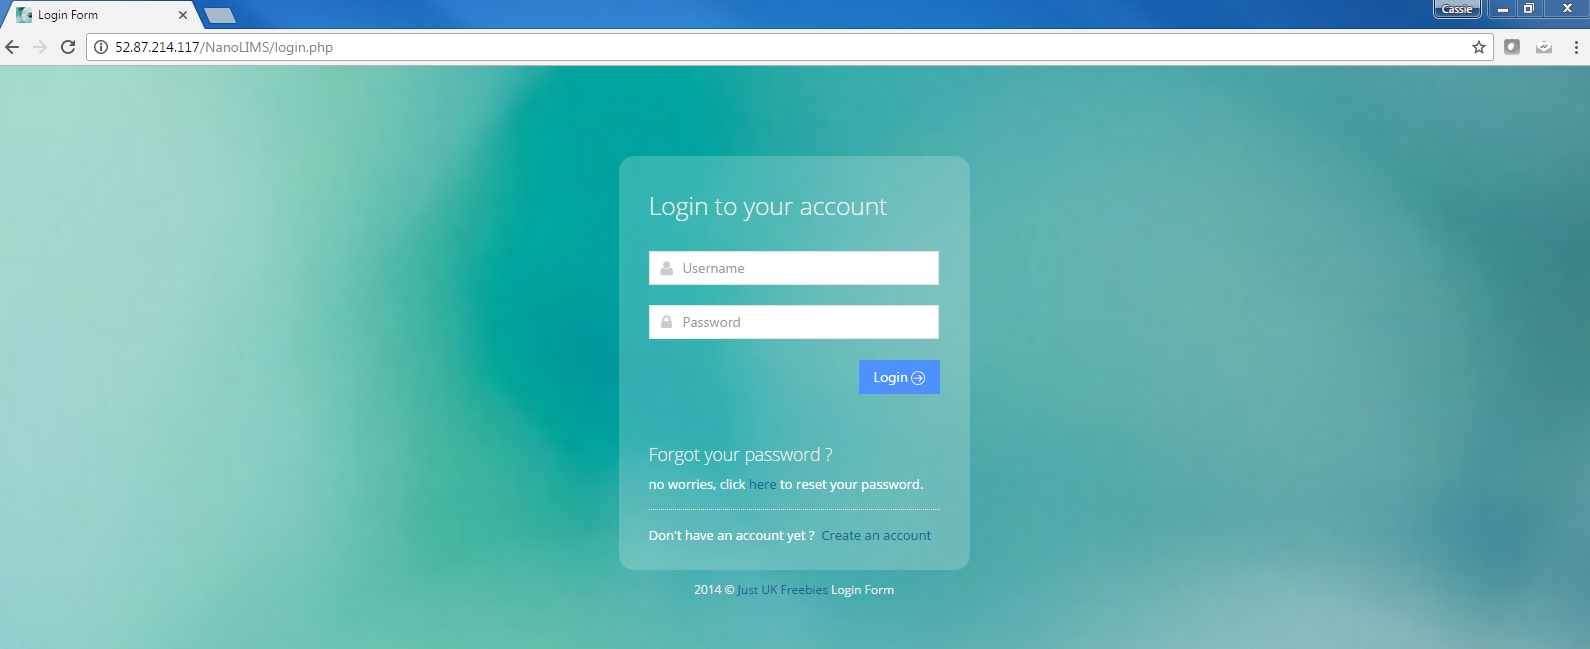 Login Form
Cassie
52.87.214.117/NanoLIMS/login.php
Login to your account
Username
Password
Login
Forgot your password ?
no worries, click here to reset your password.
Don't have an account yet ? Create an account
2014 © Just UK Freebies Login Form